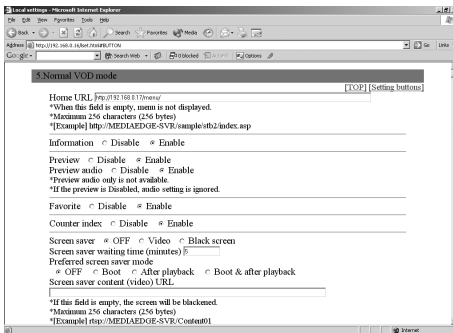 Local settings - Microsoft Internet Explorer
File Edit View Favorites Tools Help
Back Search Favorites Media
Address http://192.168.0.16/lset.html#BUTTON Go Links
Google Search Web 0 blocked Options
5.Normal VOD mode
[TOP] [Setting buttons]
Home URL http://192.168.0.17/menu/
*When this field is empty, memu is not displayed.
*Maximum 256 characters (256 bytes)
*[Example] http://MEDIAEDGE-SVR/sample/stb2/index.asp
Information Disable Enable
Preview Disable Enable
Preview audio Disable Enable
*Preview audio only is not available.
*If the preview is Disabled, audio setting is ignored.
Favorite Disable Enable
Counter index Disable Enable
Screen saver OFF Video Black screen
Screen saver waiting time (minutes) 5
Preferred screen saver mode
OFF Boot After playback Boot & after playback
Screen saver content (video) URL
*If this field is empty, the screen will be blackened.
*Maximum 256 characters (256 bytes)
*[Example] rtsp://MEDIAEDGE-SVR/Content01
Internet